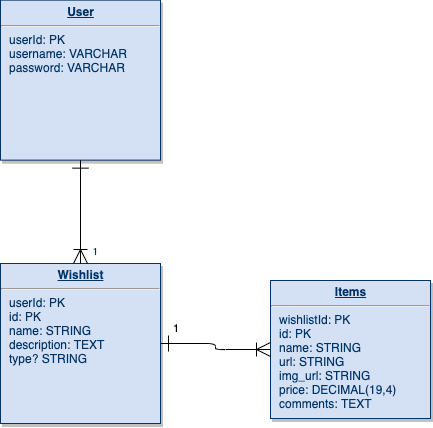 User
userId: PK
username: VARCHAR
password: VARCHAR
1
Wishlist
userId: PK
id: PK
name: STRING
description: TEXT
type? STRING
1
Items
wishlistId: PK
id: PK
name: STRING
url: STRING
img_url: STRING
price: DECIMAL(19,4)
comments: TEXT